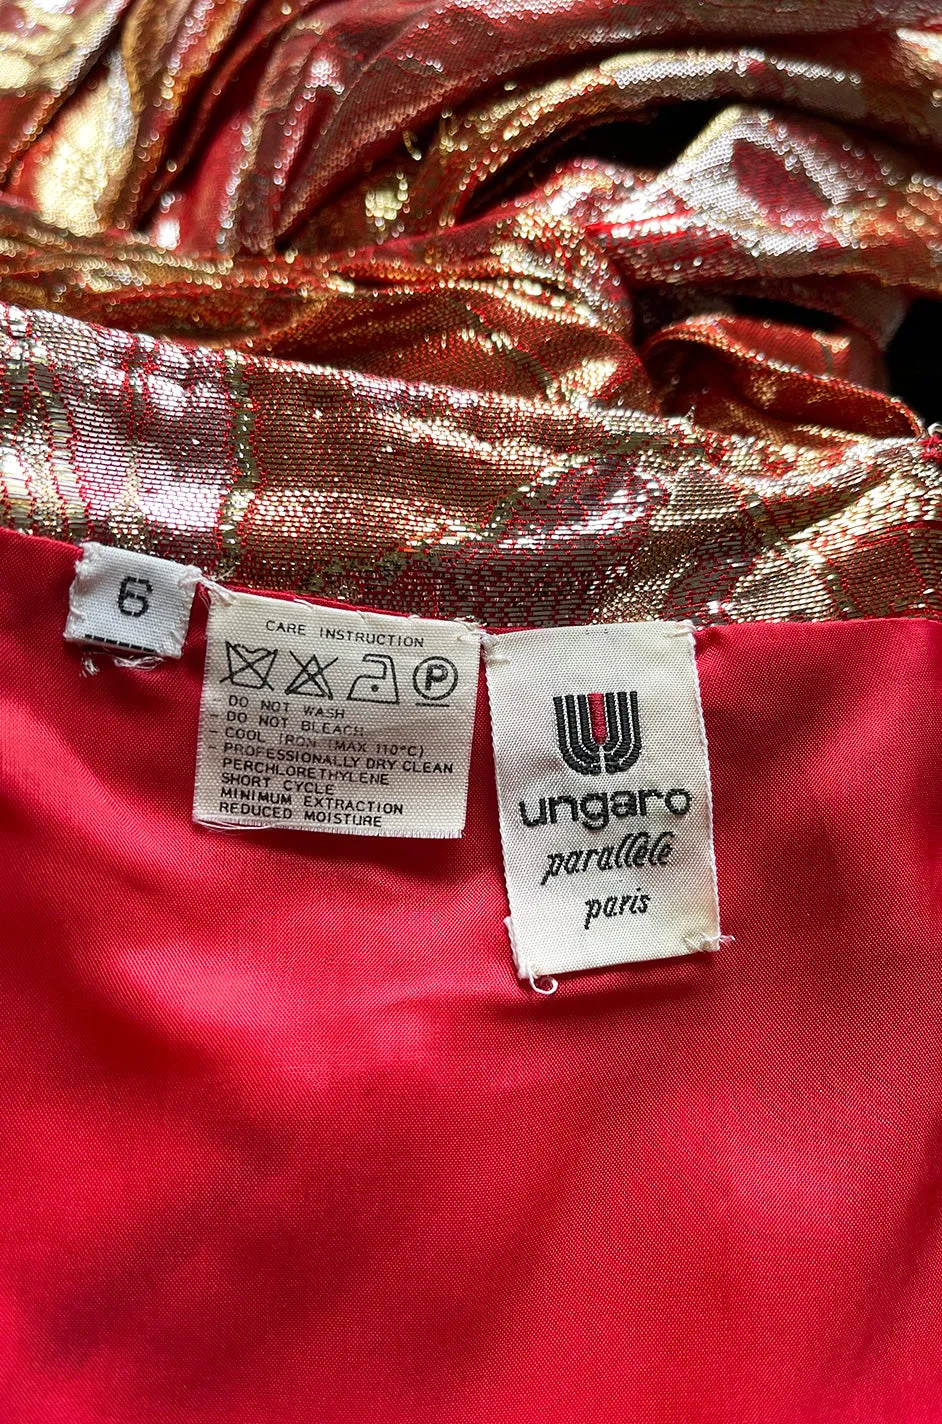 6
CARE INSTRUCTION
P
- DO NOT WASH
- DO NOT BLEACH
- COOL IRON (MAX 110°C)
- PROFESSIONALLY DRY CLEAN
PERCHLORETHYLENE
SHORT CYCLE
MINIMUM EXTRACTION
REDUCED MOISTURE
U
ungaro
parallèle
paris